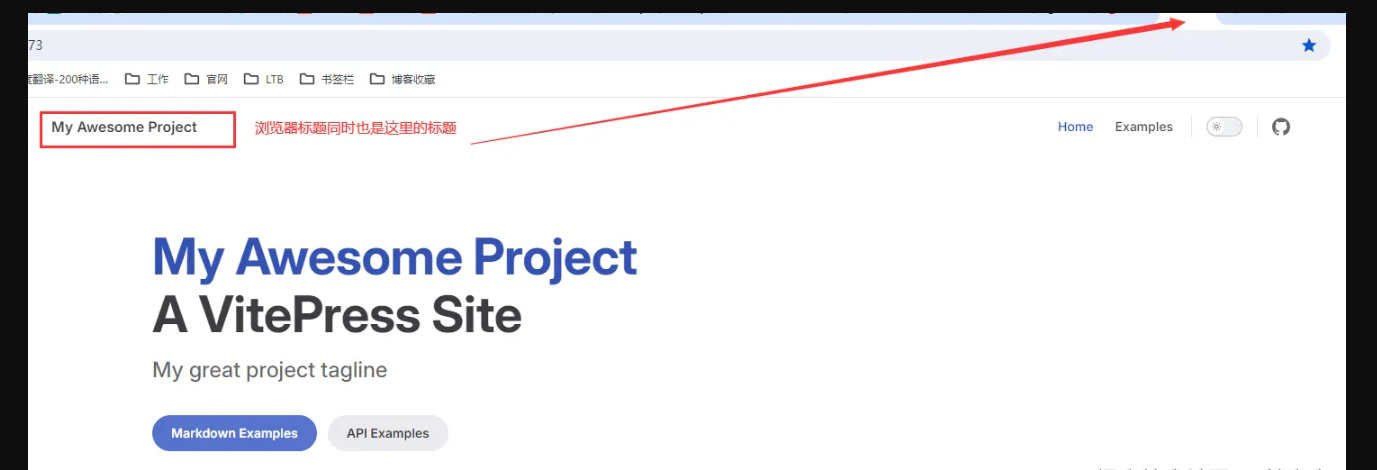 73
翻译-200种语... 工作 官网 LTB 书签栏 博客收藏
My Awesome Project 浏览器标题同时也是这里的标题 Home Examples
My Awesome Project
A VitePress Site
My great project tagline
Markdown Examples API Examples